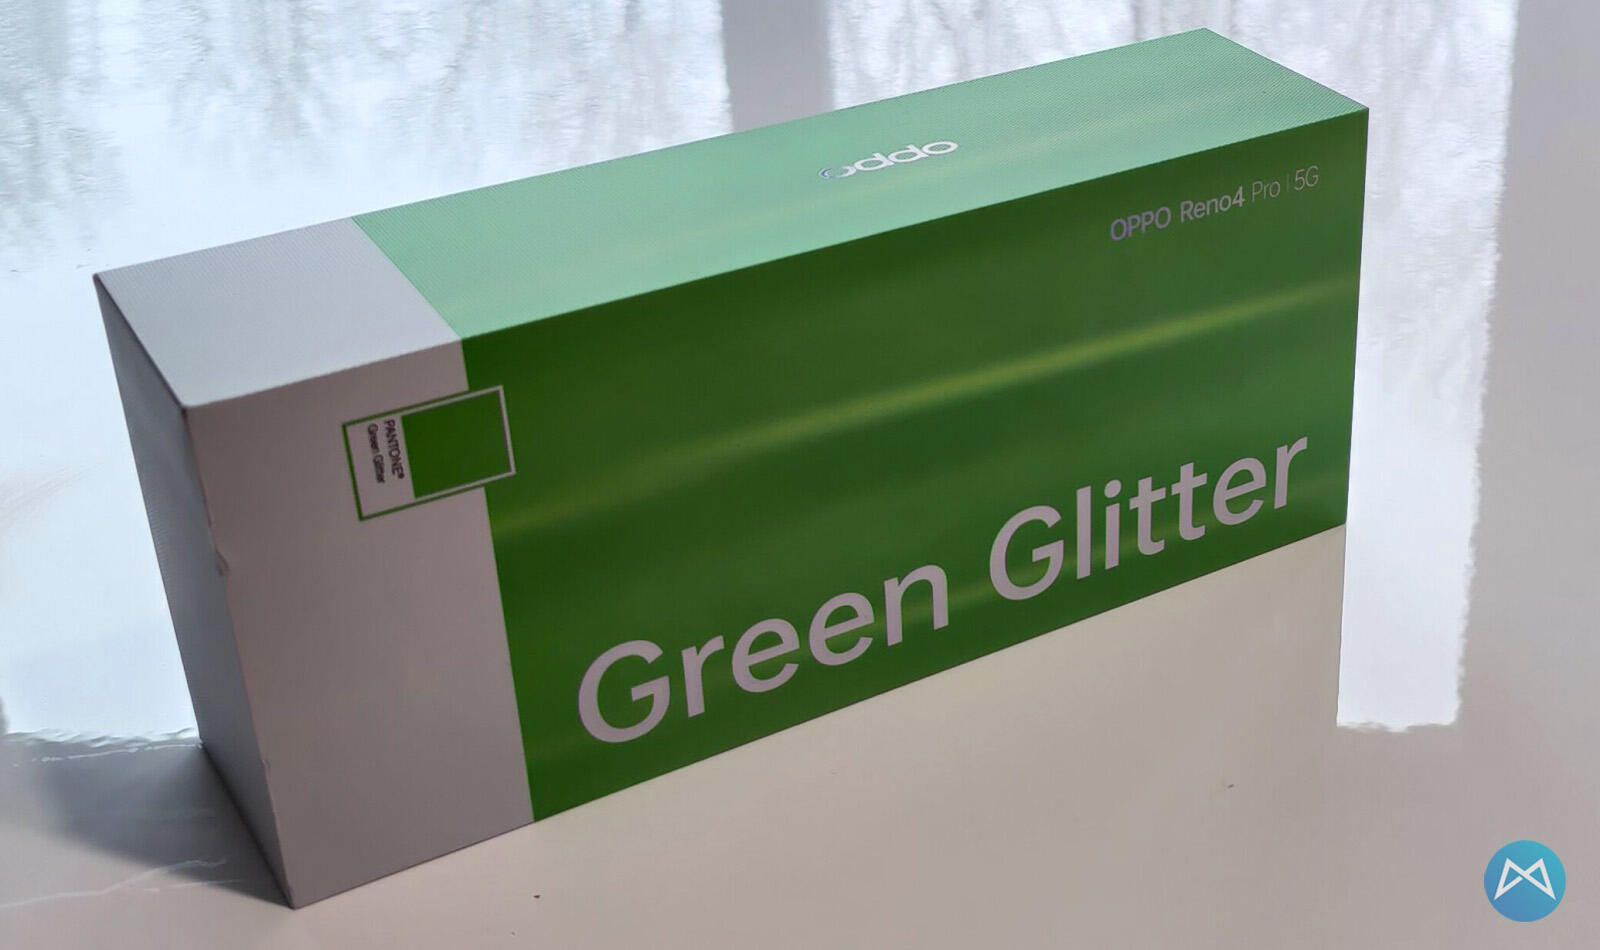 oppo
OPPO Reno4 Pro | 5G
PANTONE®
Green Glitter
Green Glitter